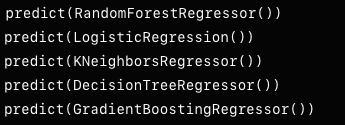 predict(RandomForestRegressor())
predict(LogisticRegression())
predict(KNeighborsRegressor())
predict(DecisionTreeRegressor())
predict(GradientBoostingRegressor())